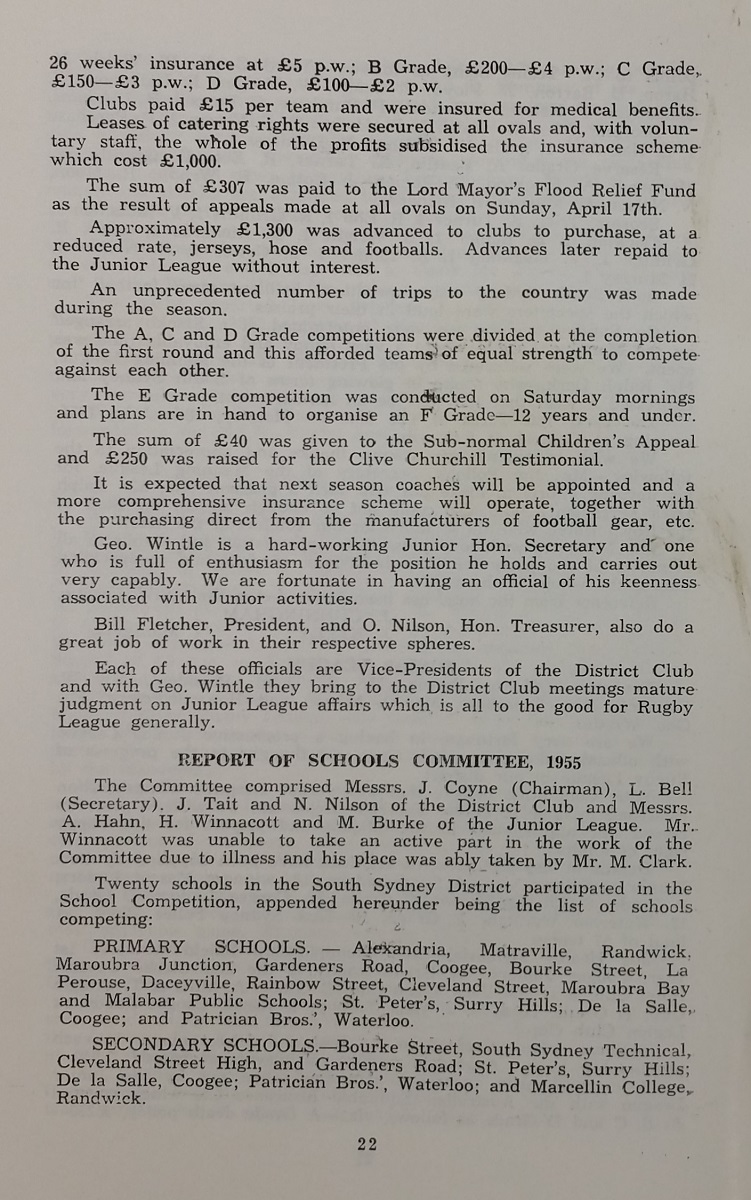 26 weeks' insurance at £5 p.w.; B Grade, £200—£4 p.w.; C Grade,
£150—£3 p.w.; D Grade, £100—£2 p.w.
Clubs paid £15 per team and were insured for medical benefits.
Leases of catering rights were secured at all ovals and, with volun-
tary staff, the whole of the profits subsidised the insurance scheme
which cost £1,000.
The sum of £307 was paid to the Lord Mayor's Flood Relief Fund
as the result of appeals made at all ovals on Sunday, April 17th.
Approximately £1,300 was advanced to clubs to purchase, at a
reduced rate, jerseys, hose and footballs. Advances later repaid to
the Junior League without interest.
An unprecedented number of trips to the country was made
during the season.
The A, C and D Grade competitions were divided at the completion
of the first round and this afforded teams of equal strength to compete
against each other.
The E Grade competition was conducted on Saturday mornings
and plans are in hand to organise an F Grade—12 years and under.
The sum of £40 was given to the Sub-normal Children's Appeal
and £250 was raised for the Clive Churchill Testimonial.
It is expected that next season coaches will be appointed and a
more comprehensive insurance scheme will operate, together with
the purchasing direct from the manufacturers of football gear, etc.
Geo. Wintle is a hard-working Junior Hon. Secretary and one
who is full of enthusiasm for the position he holds and carries out
very capably. We are fortunate in having an official of his keenness
associated with Junior activities.
Bill Fletcher, President, and O. Nilson, Hon. Treasurer, also do a
great job of work in their respective spheres.
Each of these officials are Vice-Presidents of the District Club
and with Geo. Wintle they bring to the District Club meetings mature
judgment on Junior League affairs which is all to the good for Rugby
League generally.
REPORT OF SCHOOLS COMMITTEE, 1955
The Committee comprised Messrs. J. Coyne (Chairman), L. Bell
(Secretary). J. Tait and N. Nilson of the District Club and Messrs.
A. Hahn, H. Winnacott and M. Burke of the Junior League. Mr.
Winnacott was unable to take an active part in the work of the
Committee due to illness and his place was ably taken by Mr. M. Clark.
Twenty schools in the South Sydney District participated in the
School Competition, appended hereunder being the list of schools
competing:
PRIMARY SCHOOLS. — Alexandria, Matraville, Randwick,
Maroubra Junction, Gardeners Road, Coogee, Bourke Street, La
Perouse, Daceyville, Rainbow Street, Cleveland Street, Maroubra Bay
and Malabar Public Schools; St. Peter's, Surry Hills; De la Salle,
Coogee; and Patrician Bros.', Waterloo.
SECONDARY SCHOOLS.—Bourke Street, South Sydney Technical,
Cleveland Street High, and Gardeners Road; St. Peter's, Surry Hills;
De la Salle, Coogee; Patrician Bros.', Waterloo; and Marcellin College,
Randwick.
22